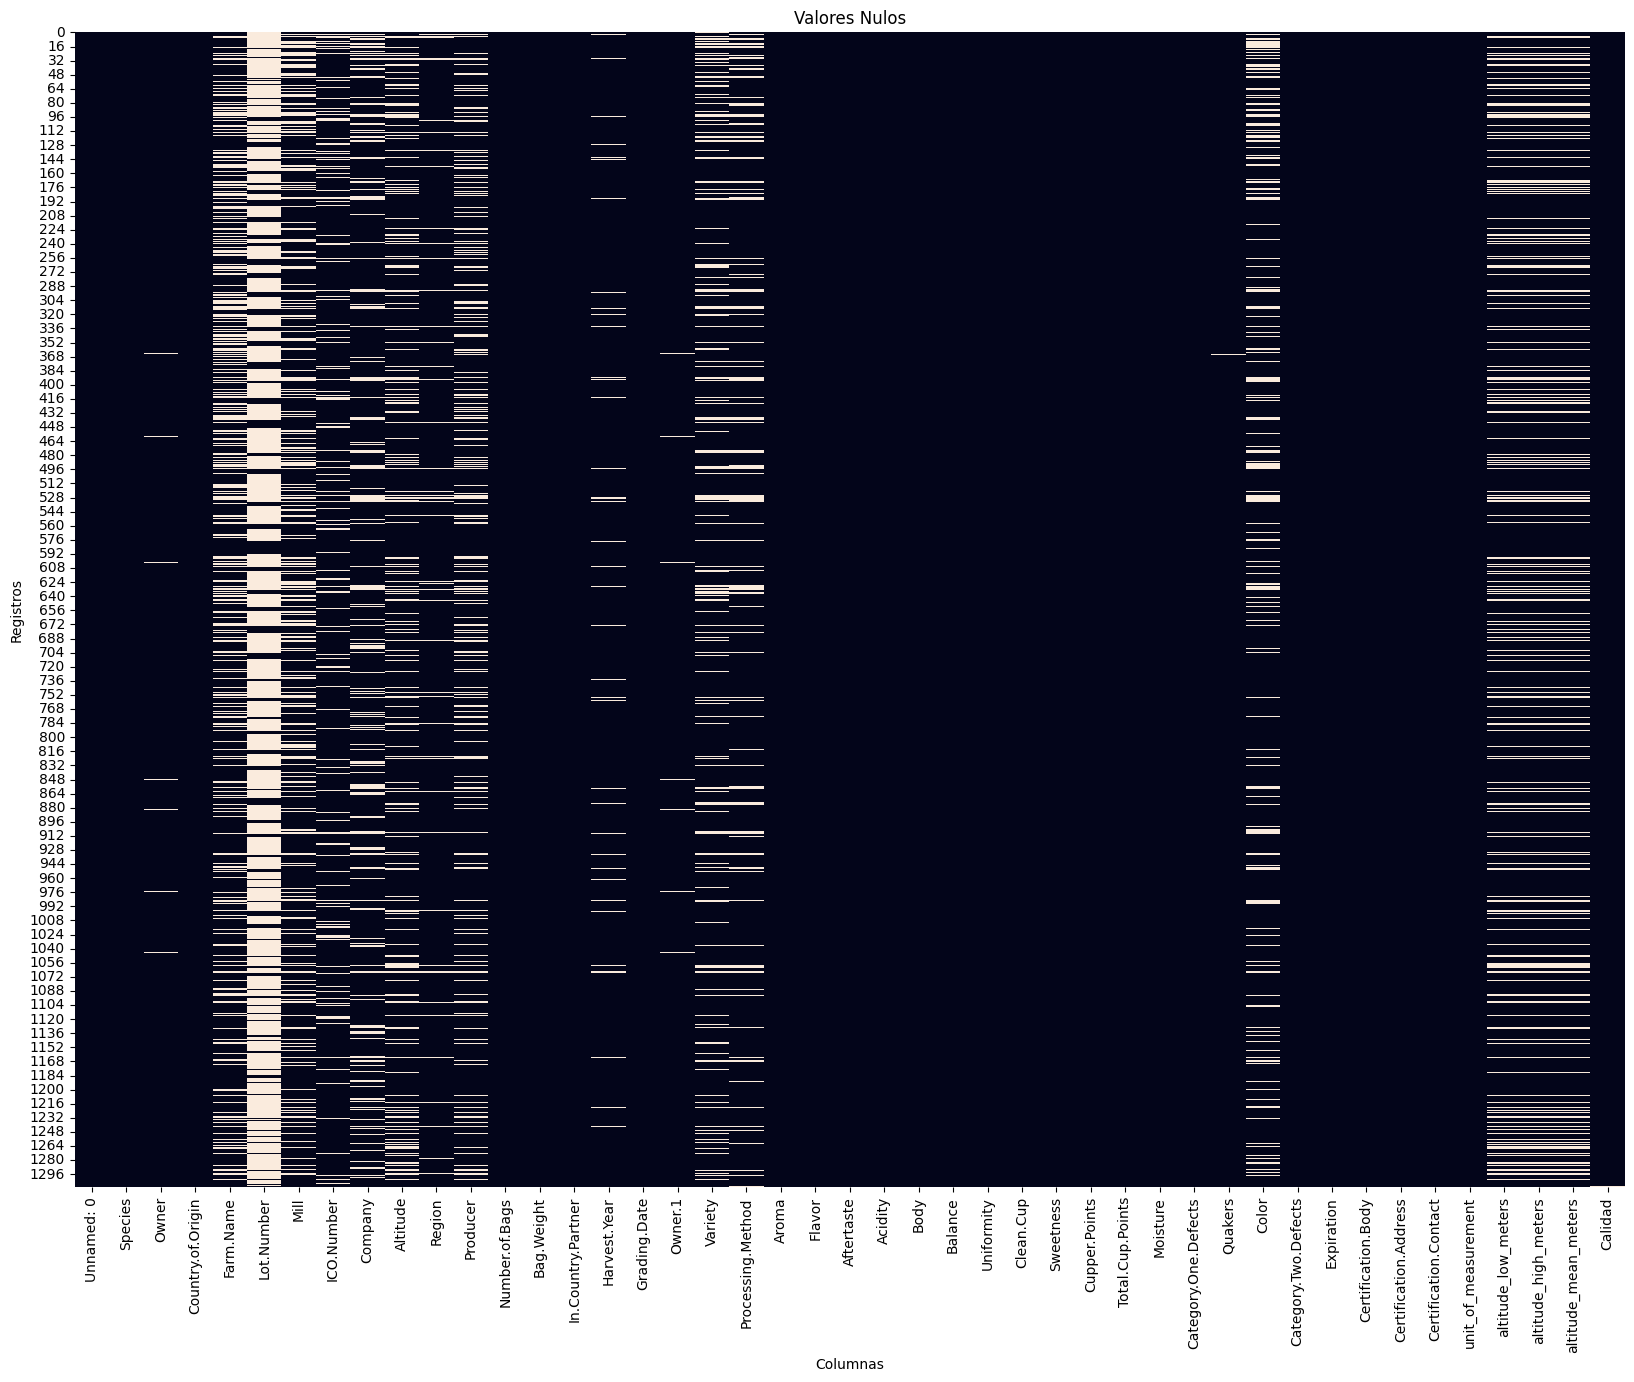 Valores Nulos
0
16
32
48
64
80
96
112
128
144
160
176
192
208
224
240
256
272
288
304
320
336
352
368
384
400
416
432
448
464
480
496
512
528
544
560
576
592
608
624
640
656
672
688
704
720
736
752
768
784
800
816
832
848
864
880
896
912
928
944
960
976
992
1008
1024
1040
1056
1072
1088
1104
1120
1136
1152
1168
1184
1200
1216
1232
1248
1264
1280
1296
Registros
Unnamed: 0
Species
Owner
Country.of.Origin
Farm.Name
Lot.Number
Mill
ICO.Number
Company
Altitude
Region
Producer
Number.of.Bags
Bag.Weight
In.Country.Partner
Harvest.Year
Grading.Date
Owner.1
Variety
Processing.Method
Aroma
Flavor
Aftertaste
Acidity
Body
Balance
Uniformity
Clean.Cup
Sweetness
Cupper.Points
Total.Cup.Points
Moisture
Category.One.Defects
Quakers
Color
Category.Two.Defects
Expiration
Certification.Body
Certification.Address
Certification.Contact
unit_of_measurement
altitude_low_meters
altitude_high_meters
altitude_mean_meters
Calidad
Columnas